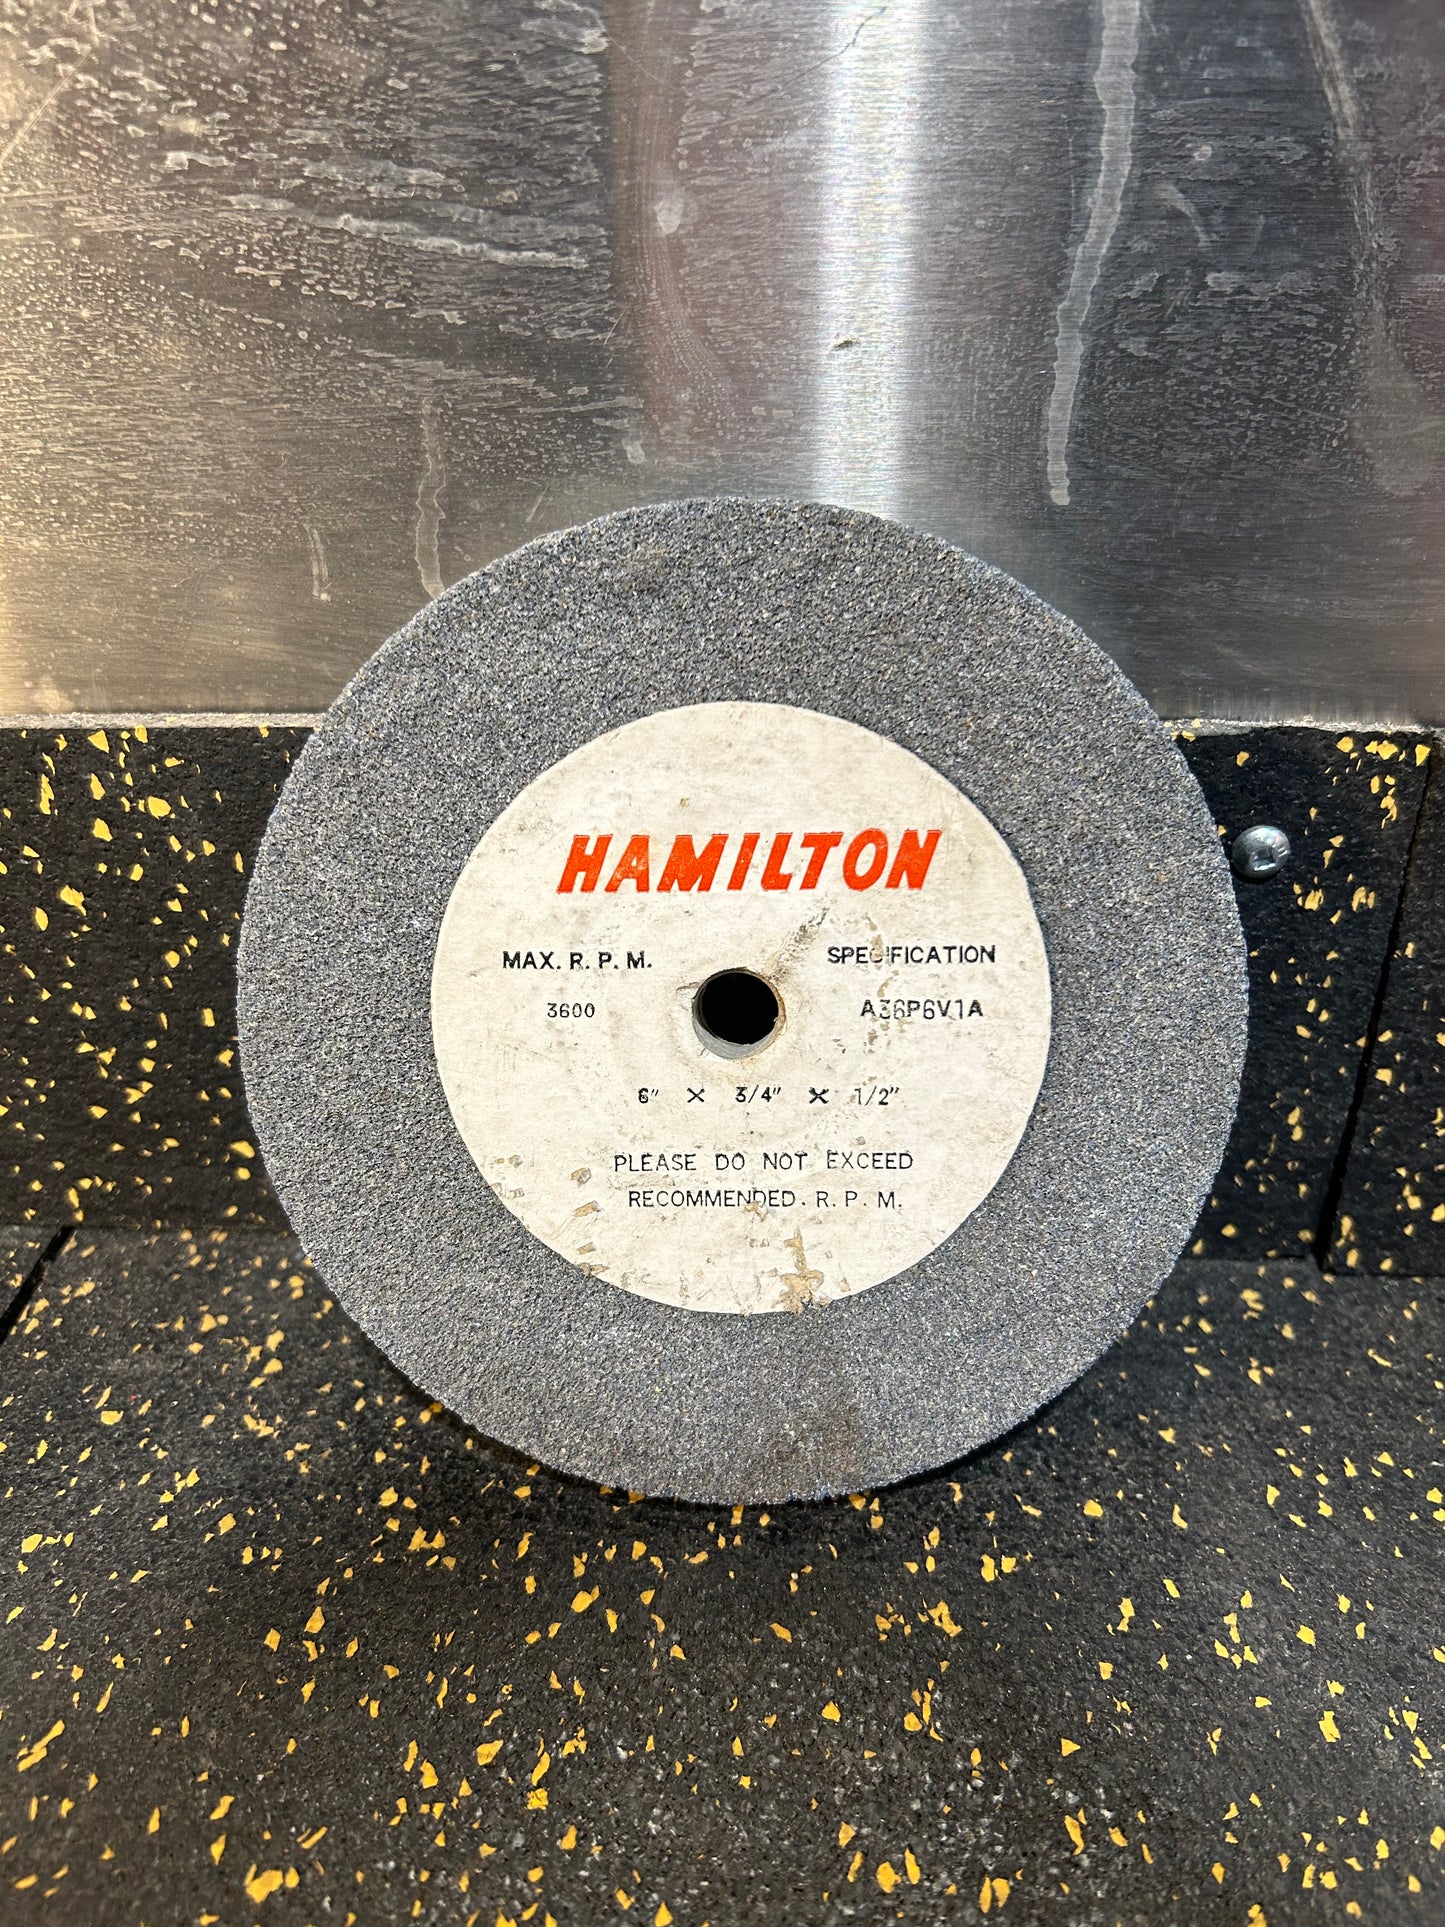 HAMILTON
MAX. R. P. M. SPECIFICATION
3600 A36P6V1A
6" X 3/4" X 1/2"
PLEASE DO NOT EXCEED
RECOMMENDED. R. P. M.